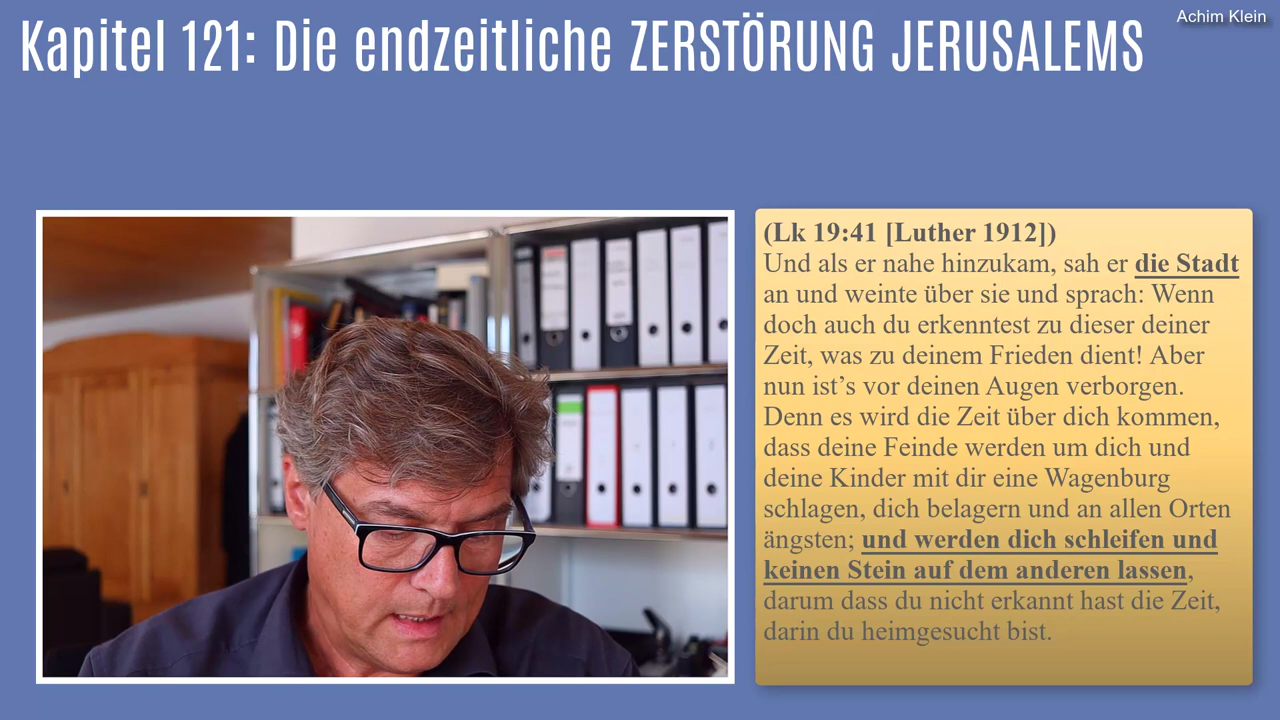 Kapitel 121: Die endzeitliche ZERSTÖRUNG JERUSALEMS
Achim Klein
(Lk 19:41 [Luther 1912])
Und als er nahe hinzukam, sah er die Stadt
an und weinte über sie und sprach: Wenn
doch auch du erkenntest zu dieser deiner
Zeit, was zu deinem Frieden dient! Aber
nun ist’s vor deinen Augen verborgen.
Denn es wird die Zeit über dich kommen,
dass deine Feinde werden um dich und
deine Kinder mit dir eine Wagenburg
schlagen, dich belagern und an allen Orten
ängsten; und werden dich schleifen und
keinen Stein auf dem anderen lassen,
darum dass du nicht erkannt hast die Zeit,
darin du heimgesucht bist.